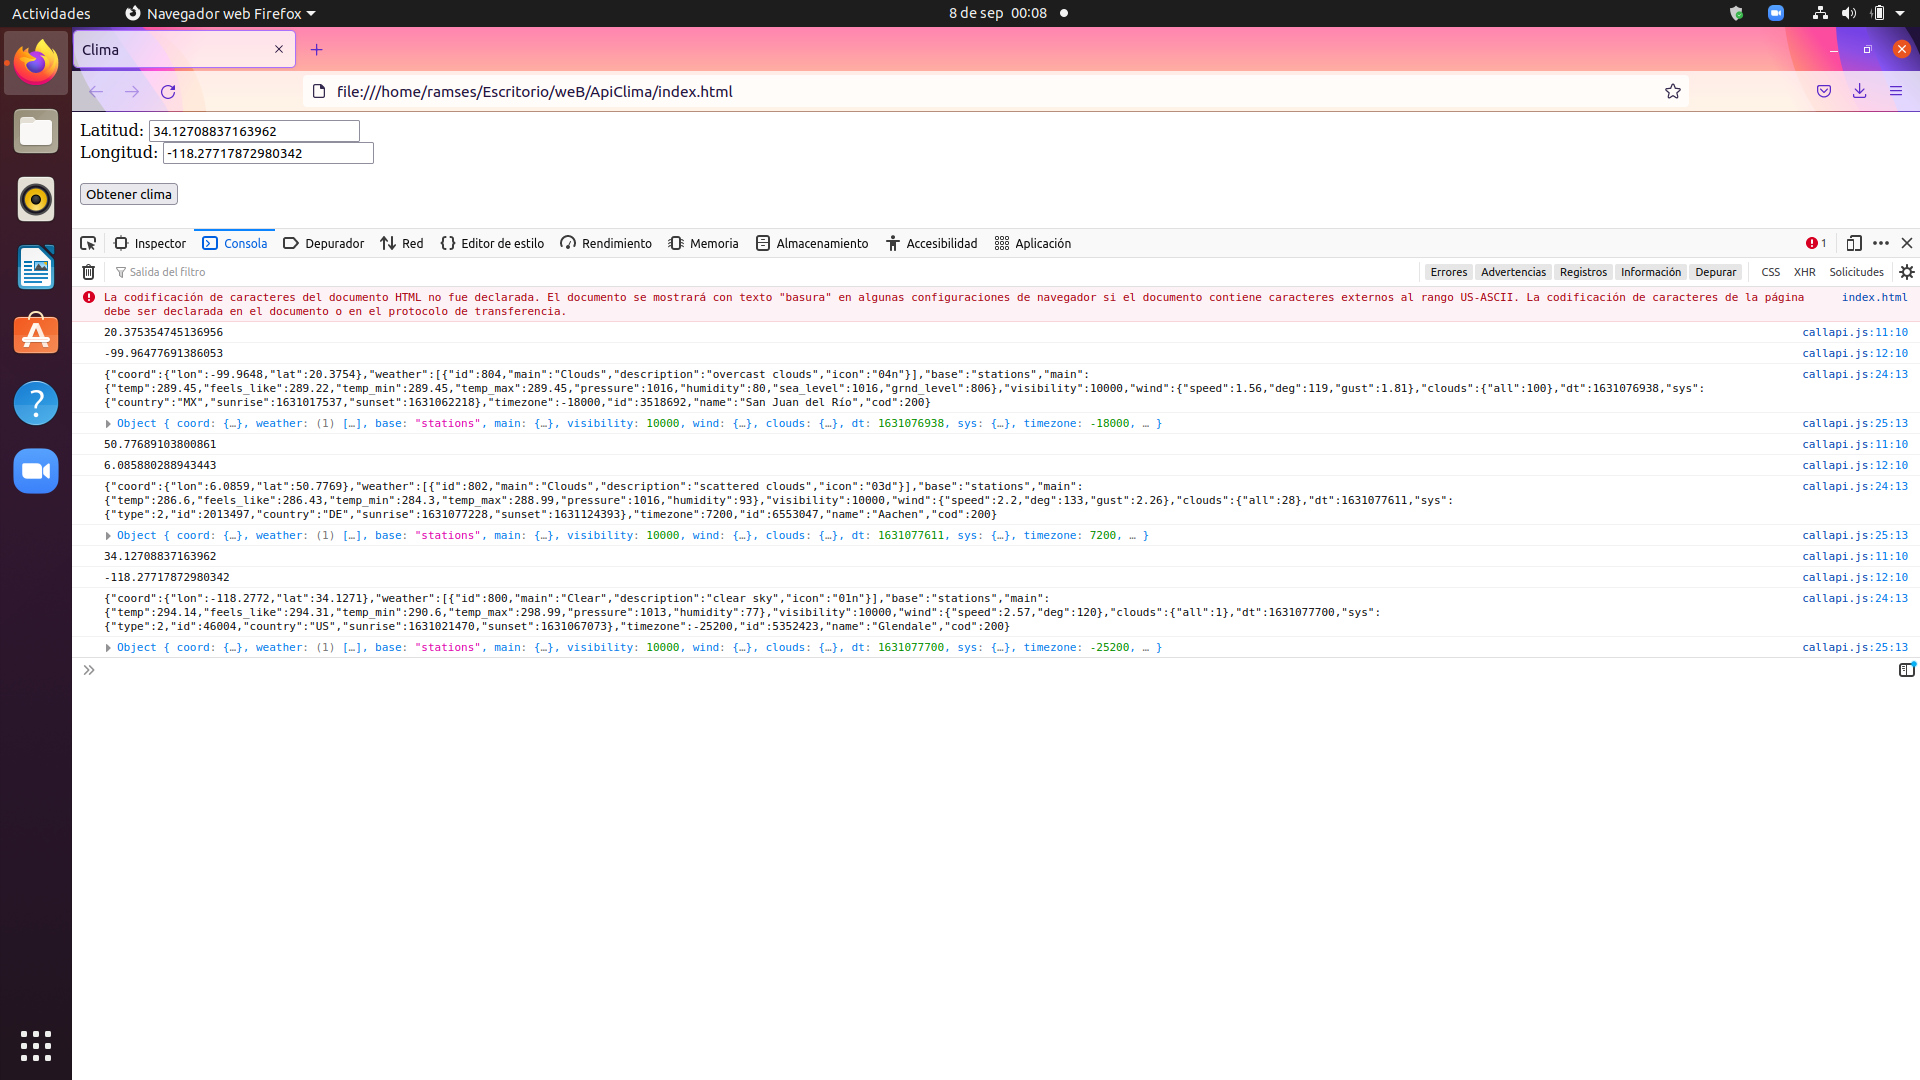 Actividades
Navegador web Firefox
8 de sep 00:08
Clima
file:///home/ramses/Escritorio/weB/ApiClima/index.html
Latitud: 34.12708837163962
Longitud: -118.27717872980342
Obtener clima
Inspector Consola Depurador Red Editor de estilo Rendimiento Memoria Almacenamiento Accesibilidad Aplicación 1
Salida del filtro Errores Advertencias Registros Información Depurar CSS XHR Solicitudes
La codificación de caracteres del documento HTML no fue declarada. El documento se mostrará con texto "basura" en algunas configuraciones de navegador si el documento contiene caracteres externos al rango US-ASCII. La codificación de caracteres de la página index.html
debe ser declarada en el documento o en el protocolo de transferencia.
20.375354745136956 callapi.js:11:10
-99.96477691386053 callapi.js:12:10
{"coord":{"lon":-99.9648,"lat":20.3754},"weather":[{"id":804,"main":"Clouds","description":"overcast clouds","icon":"04n"}],"base":"stations","main": callapi.js:24:13
{"temp":289.45,"feels_like":289.22,"temp_min":289.45,"temp_max":289.45,"pressure":1016,"humidity":80,"sea_level":1016,"grnd_level":806},"visibility":10000,"wind":{"speed":1.56,"deg":119,"gust":1.81},"clouds":{"all":100},"dt":1631076938,"sys":
{"country":"MX","sunrise":1631017537,"sunset":1631062218},"timezone":-18000,"id":3518692,"name":"San Juan del Río","cod":200}
Object { coord: {…}, weather: (1) […], base: "stations", main: {…}, visibility: 10000, wind: {…}, clouds: {…}, dt: 1631076938, sys: {…}, timezone: -18000, … } callapi.js:25:13
50.77689103800861 callapi.js:11:10
6.085880288943443 callapi.js:12:10
{"coord":{"lon":6.0859,"lat":50.7769},"weather":[{"id":802,"main":"Clouds","description":"scattered clouds","icon":"03d"}],"base":"stations","main": callapi.js:24:13
{"temp":286.6,"feels_like":286.43,"temp_min":284.3,"temp_max":288.99,"pressure":1016,"humidity":93},"visibility":10000,"wind":{"speed":2.2,"deg":133,"gust":2.26},"clouds":{"all":28},"dt":1631077611,"sys":
{"type":2,"id":2013497,"country":"DE","sunrise":1631077228,"sunset":1631124393},"timezone":7200,"id":6553047,"name":"Aachen","cod":200}
Object { coord: {…}, weather: (1) […], base: "stations", main: {…}, visibility: 10000, wind: {…}, clouds: {…}, dt: 1631077611, sys: {…}, timezone: 7200, … } callapi.js:25:13
34.12708837163962 callapi.js:11:10
-118.27717872980342 callapi.js:12:10
{"coord":{"lon":-118.2772,"lat":34.1271},"weather":[{"id":800,"main":"Clear","description":"clear sky","icon":"01n"}],"base":"stations","main": callapi.js:24:13
{"temp":294.14,"feels_like":294.31,"temp_min":290.6,"temp_max":298.99,"pressure":1013,"humidity":77},"visibility":10000,"wind":{"speed":2.57,"deg":120},"clouds":{"all":1},"dt":1631077700,"sys":
{"type":2,"id":46004,"country":"US","sunrise":1631021470,"sunset":1631067073},"timezone":-25200,"id":5352423,"name":"Glendale","cod":200}
Object { coord: {…}, weather: (1) […], base: "stations", main: {…}, visibility: 10000, wind: {…}, clouds: {…}, dt: 1631077700, sys: {…}, timezone: -25200, … } callapi.js:25:13